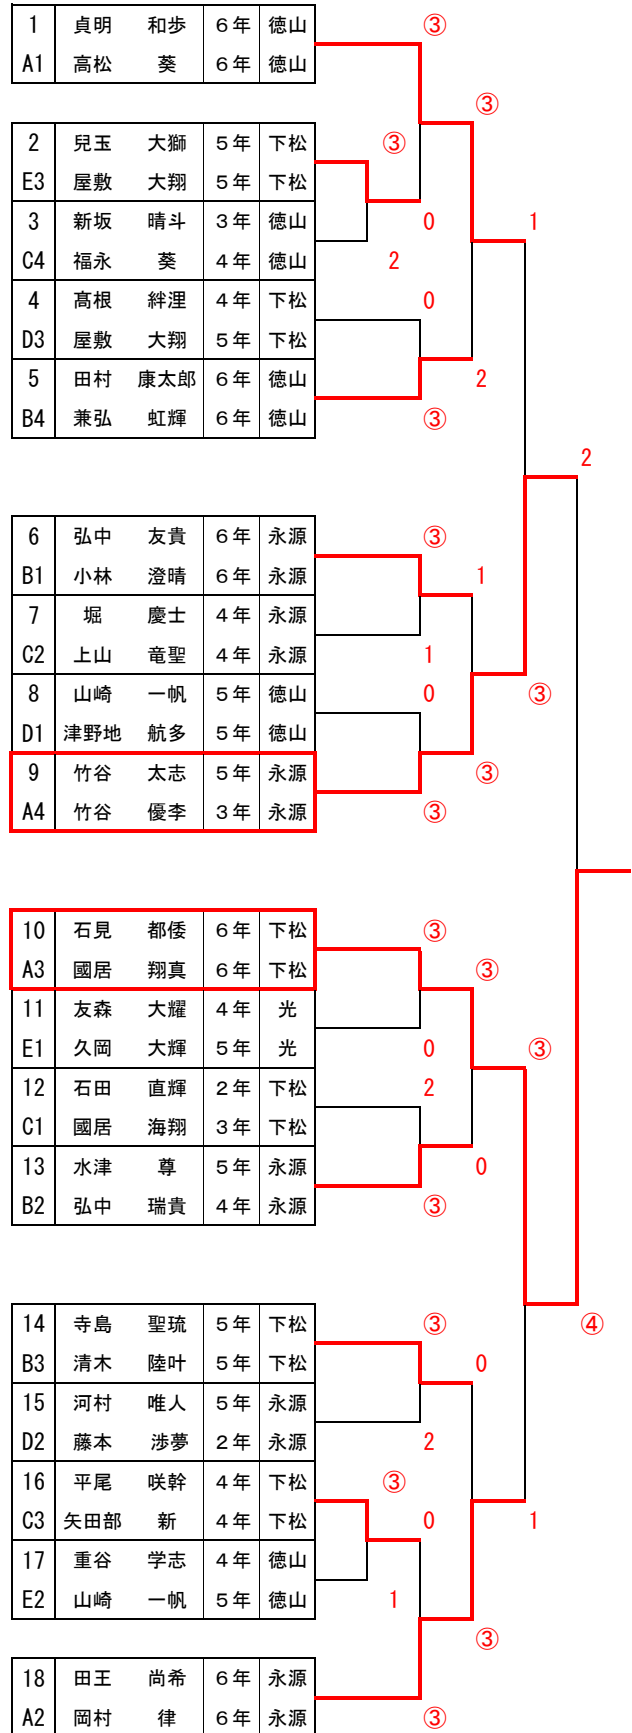 1 貞明 和歩 6年 徳山 ③
A1 高松 葵 6年 徳山
③
2 兒玉 大獅 5年 下松 ③
E3 屋敷 大翔 5年 下松
3 新坂 晴斗 3年 徳山 0 1
C4 福永 葵 4年 徳山 2
4 髙根 絆浬 4年 下松 0
D3 屋敷 大翔 5年 下松
5 田村 康太郎 6年 徳山 2
B4 兼弘 虹輝 6年 徳山 ③
2
6 弘中 友貴 6年 永源 ③
B1 小林 澄晴 6年 永源 1
7 堀 慶士 4年 永源
C2 上山 竜聖 4年 永源 1
8 山崎 一帆 5年 徳山 0 ③
D1 津野地 航多 5年 徳山
9 竹谷 太志 5年 永源 ③
A4 竹谷 優李 3年 永源 ③
10 石見 都倭 6年 下松 ③
A3 國居 翔真 6年 下松 ③
11 友森 大耀 4年 光
E1 久岡 大輝 5年 光 0 ③
12 石田 直輝 2年 下松 2
C1 國居 海翔 3年 下松
13 水津 尊 5年 永源 0
B2 弘中 瑞貴 4年 永源 ③
14 寺島 聖琉 5年 下松 ③ ④
B3 清木 陸叶 5年 下松 0
15 河村 唯人 5年 永源
D2 藤本 渉夢 2年 永源 2
16 平尾 咲幹 4年 下松 ③
C3 矢田部 新 4年 下松 0 1
17 重谷 学志 4年 徳山
E2 山崎 一帆 5年 徳山 1
③
18 田王 尚希 6年 永源
A2 岡村 律 6年 永源 ③